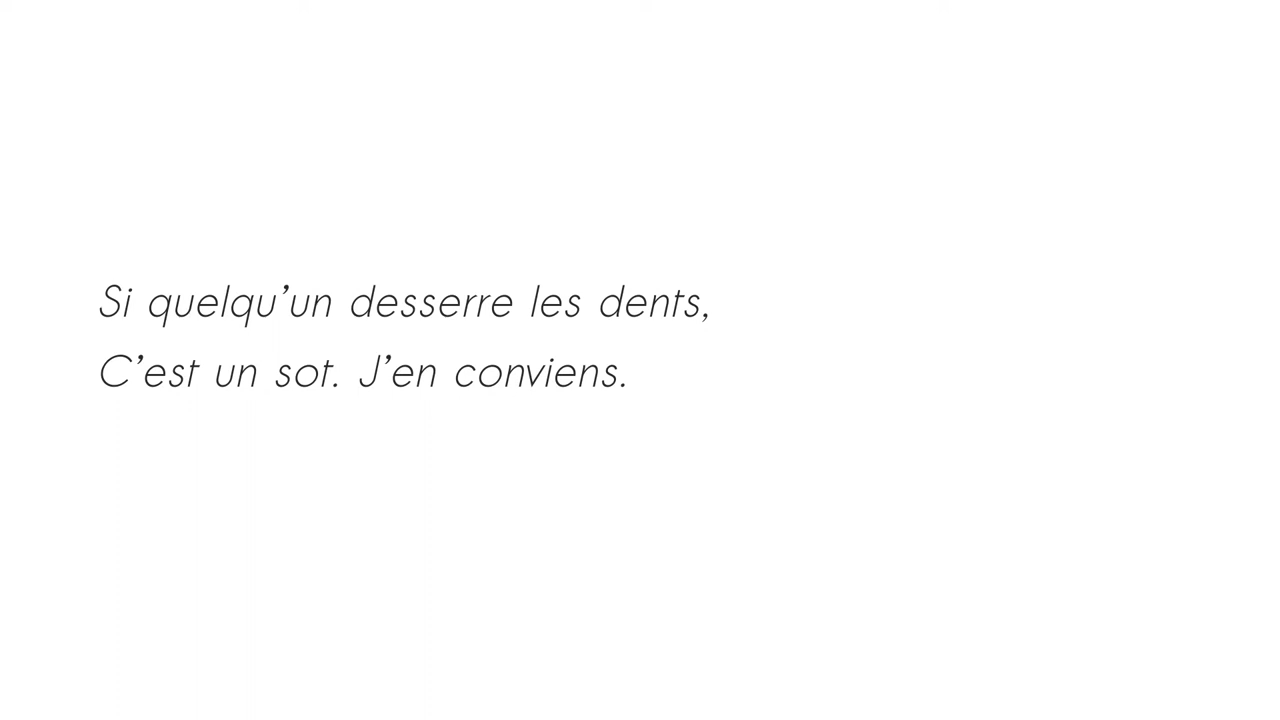 Si quelqu’un desserre les dents,
C’est un sot. J’en conviens.